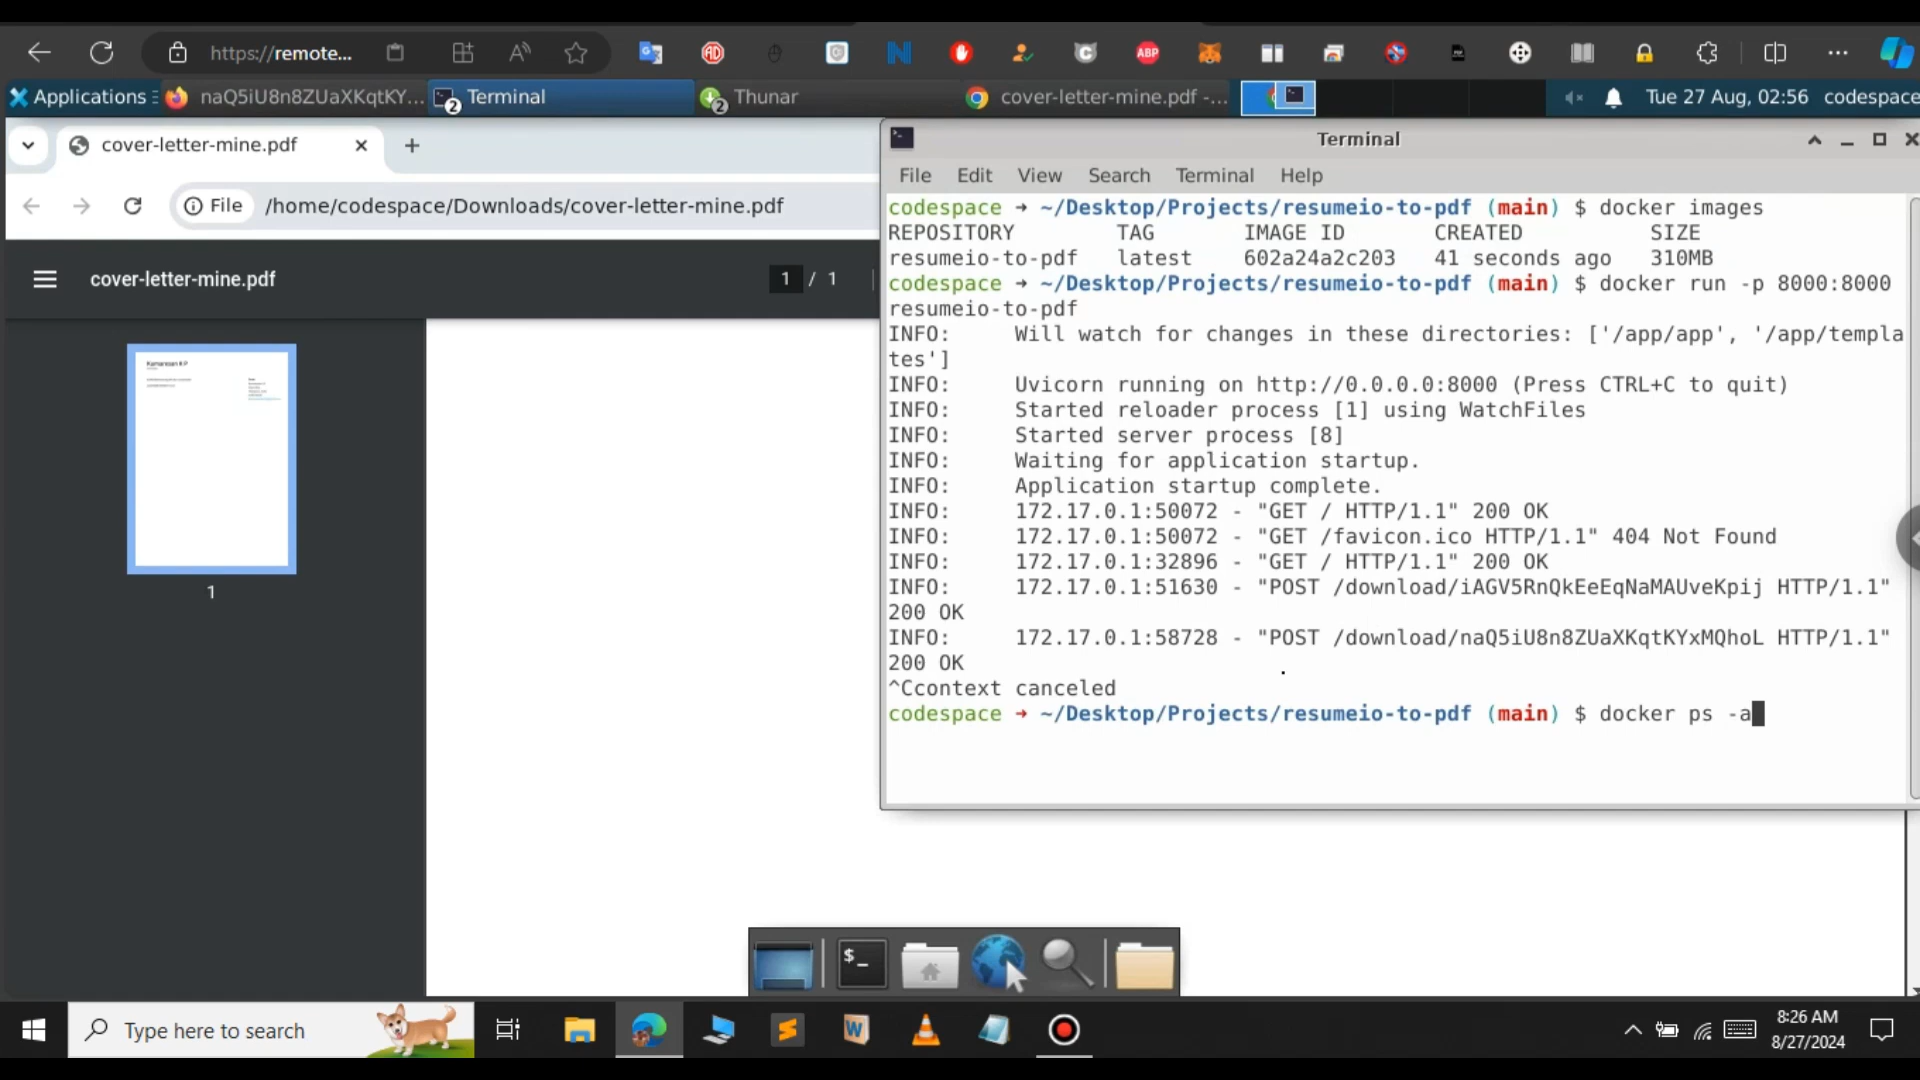 https://remote...
Applications
naQ5iU8n8ZUaXKqtKY...
2
Terminal
2
Thunar
cover-letter-mine.pdf -...
Tue 27 Aug, 02:56
codespace
cover-letter-mine.pdf
File
/home/codespace/Downloads/cover-letter-mine.pdf
cover-letter-mine.pdf
1 / 1
1
Terminal
File Edit View Search Terminal Help
codespace → ~/Desktop/Projects/resumeio-to-pdf (main) $ docker images
REPOSITORY TAG IMAGE ID CREATED SIZE
resumeio-to-pdf latest 602a24a2c203 41 seconds ago 310MB
codespace → ~/Desktop/Projects/resumeio-to-pdf (main) $ docker run -p 8000:8000
resumeio-to-pdf
INFO: Will watch for changes in these directories: ['/app/app', '/app/templa
tes']
INFO: Uvicorn running on http://0.0.0.0:8000 (Press CTRL+C to quit)
INFO: Started reloader process [1] using WatchFiles
INFO: Started server process [8]
INFO: Waiting for application startup.
INFO: Application startup complete.
INFO: 172.17.0.1:50072 - "GET / HTTP/1.1" 200 OK
INFO: 172.17.0.1:50072 - "GET /favicon.ico HTTP/1.1" 404 Not Found
INFO: 172.17.0.1:32896 - "GET / HTTP/1.1" 200 OK
INFO: 172.17.0.1:51630 - "POST /download/iAGV5RnQkEeEqNaMAUveKpij HTTP/1.1"
200 OK
INFO: 172.17.0.1:58728 - "POST /download/naQ5iU8n8ZUaXKqtKYxMQhoL HTTP/1.1"
200 OK
^Ccontext canceled
codespace → ~/Desktop/Projects/resumeio-to-pdf (main) $ docker ps -a
Type here to search
8:26 AM
8/27/2024